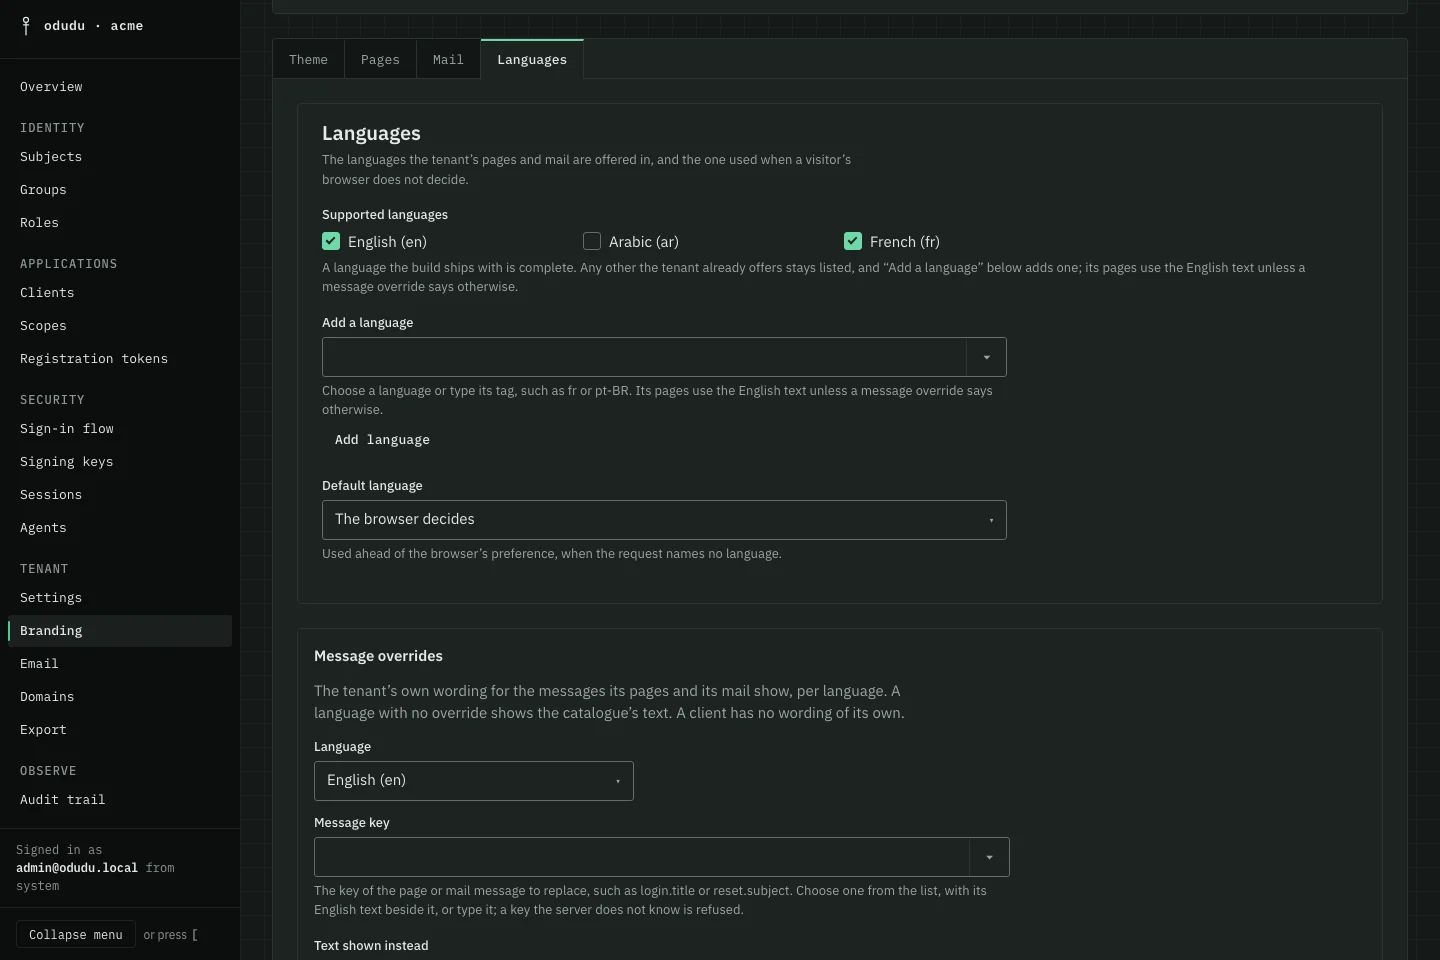 odudu · acme
Overview
IDENTITY
Subjects
Groups
Roles
APPLICATIONS
Clients
Scopes
Registration tokens
SECURITY
Sign-in flow
Signing keys
Sessions
Agents
TENANT
Settings
Branding
Email
Domains
Export
OBSERVE
Audit trail
Signed in as
admin@odudu.local from
system
Collapse menu or press [
Theme Pages Mail Languages
Languages
The languages the tenant’s pages and mail are offered in, and the one used when a visitor’s
browser does not decide.
Supported languages
English (en) Arabic (ar) French (fr)
A language the build ships with is complete. Any other the tenant already offers stays listed, and “Add a language” below adds one; its pages use the English text unless a
message override says otherwise.
Add a language
Choose a language or type its tag, such as fr or pt-BR. Its pages use the English text unless a message override says
otherwise.
Add language
Default language
The browser decides
Used ahead of the browser’s preference, when the request names no language.
Message overrides
The tenant’s own wording for the messages its pages and its mail show, per language. A
language with no override shows the catalogue’s text. A client has no wording of its own.
Language
English (en)
Message key
The key of the page or mail message to replace, such as login.title or reset.subject. Choose one from the list, with its
English text beside it, or type it; a key the server does not know is refused.
Text shown instead